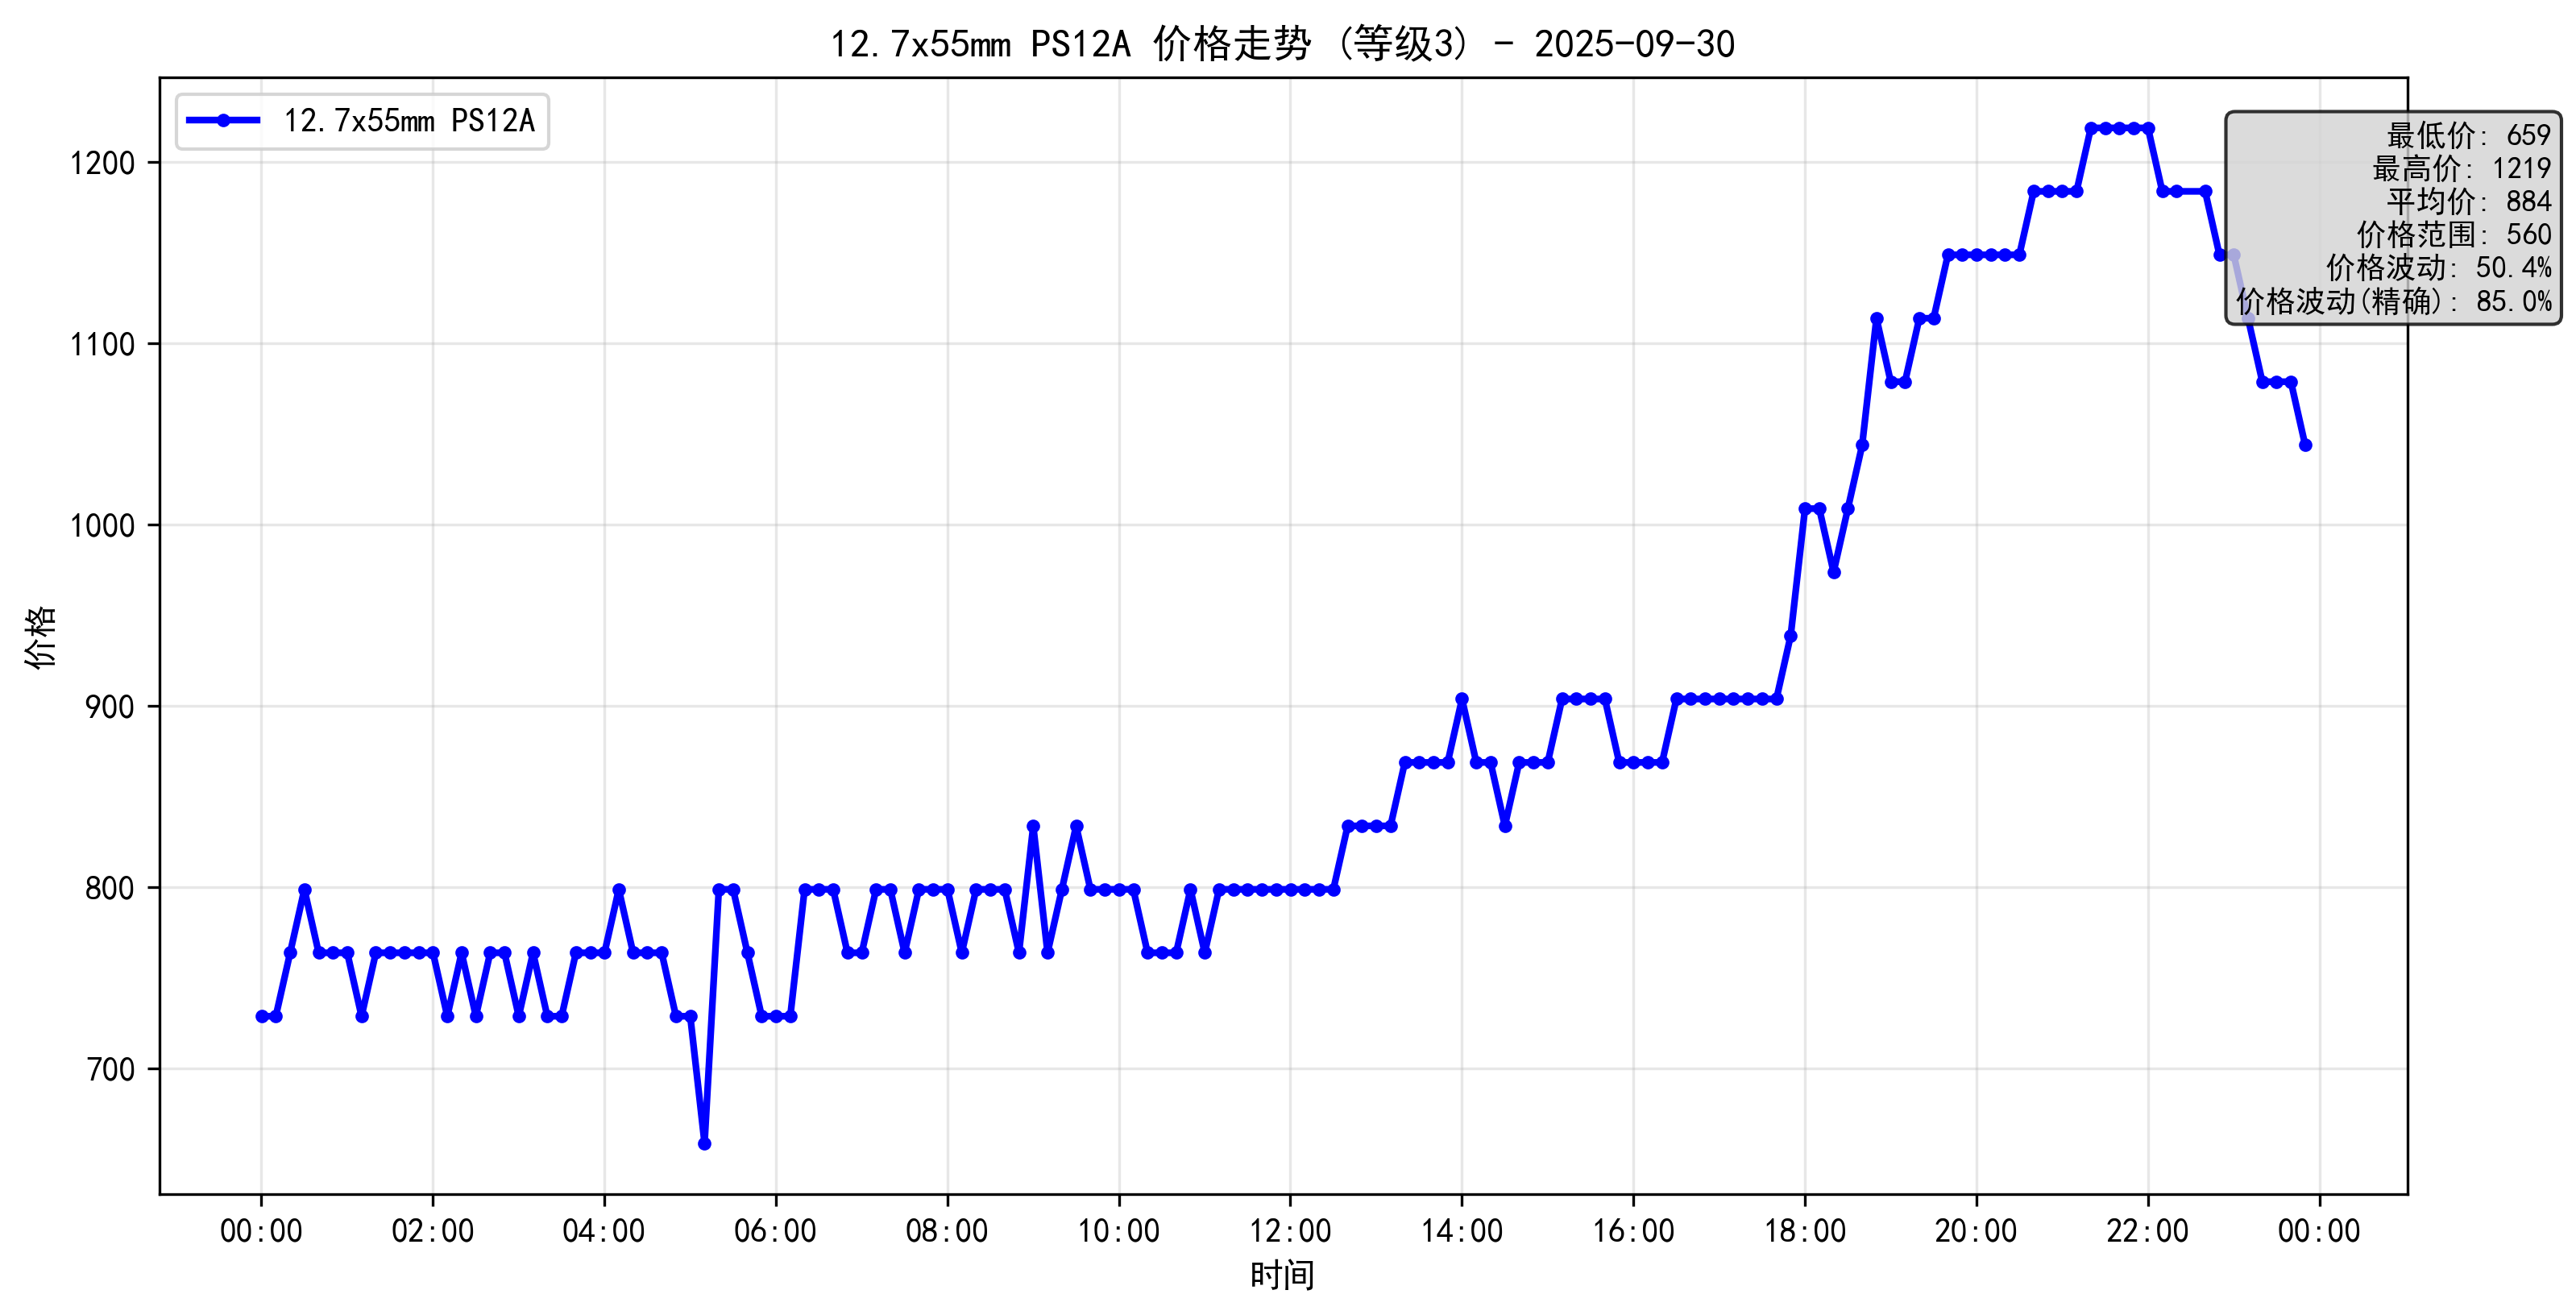 12.7x55mm PS12A 价格走势 (等级3) - 2025-09-30
12.7x55mm PS12A
最低价: 659
最高价: 1219
平均价: 884
价格范围: 560
价格波动: 50.4%
价格波动(精确): 85.0%
价格
1200
1100
1000
900
800
700
00:00 02:00 04:00 06:00 08:00 10:00 12:00 14:00 16:00 18:00 20:00 22:00 00:00
时间